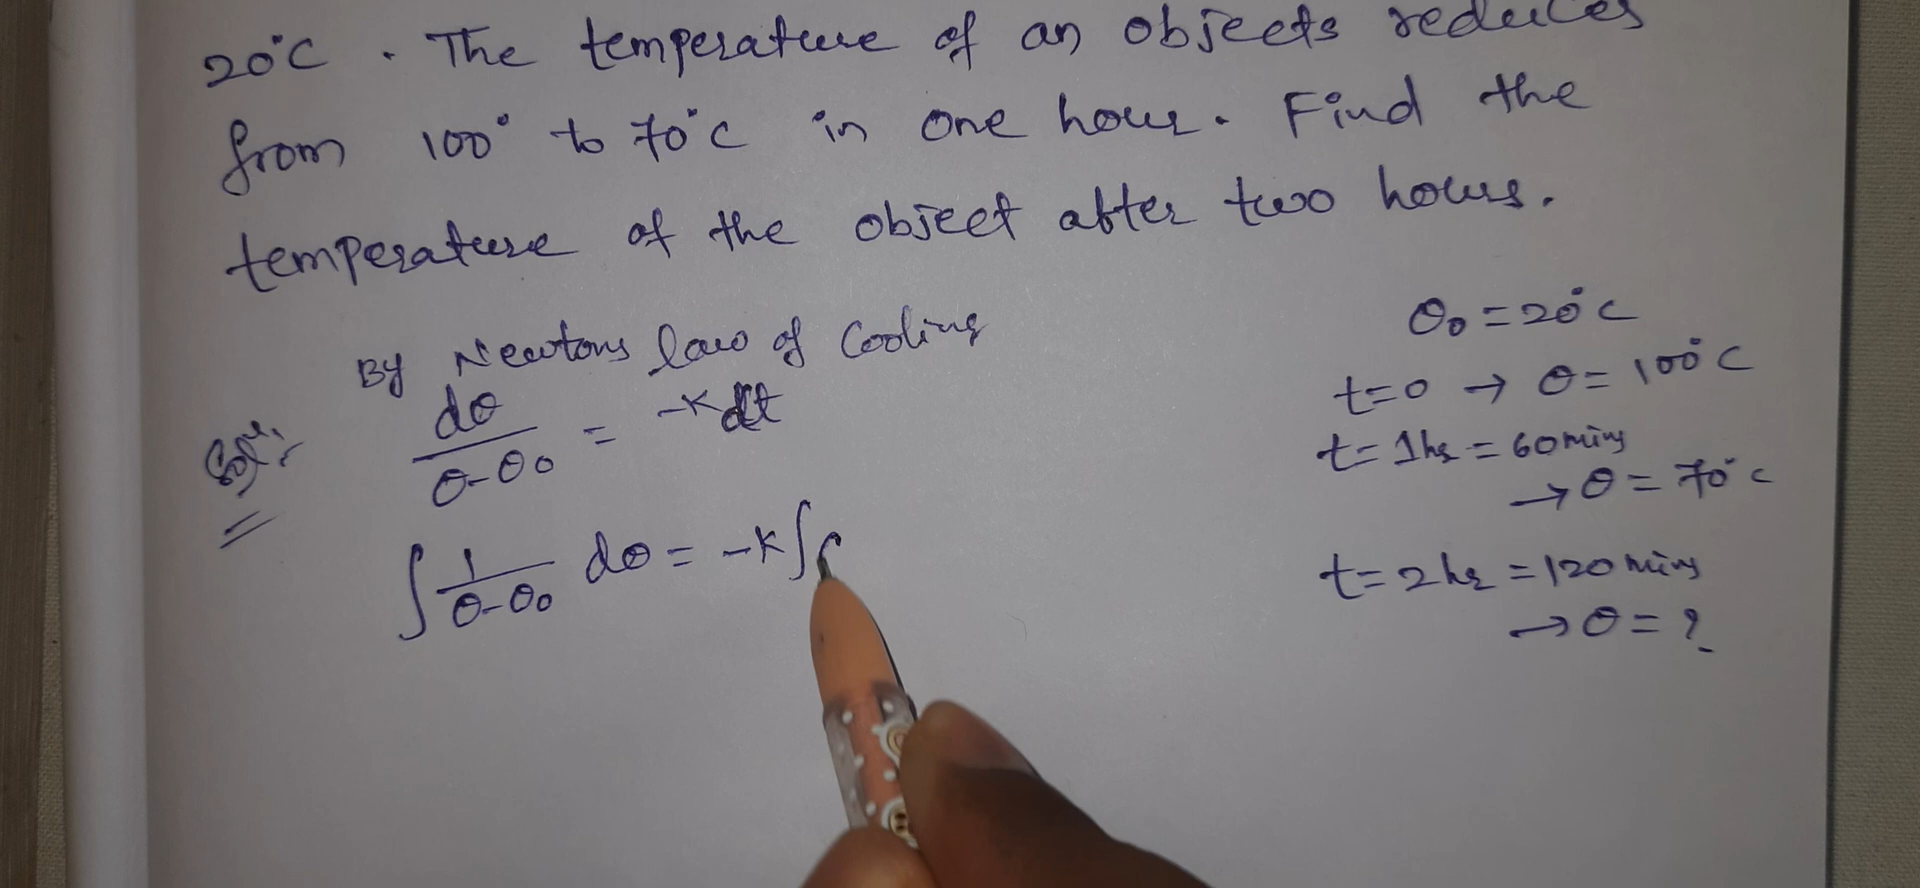 20°C. The temperature of an objects reduces
from 100° to 70°C in one hour. Find the
temperature of the object after two hours.
By Newtons law of Cooling
Sol:
dθ/θ-θ₀ = -K dt
∫ 1/θ-θ₀ dθ = -K ∫
θ₀ = 20°C
t=0 → θ= 100°C
t= 1hr = 60 mins
→ θ = 70°C
t= 2hr = 120 mins
→ θ = ?